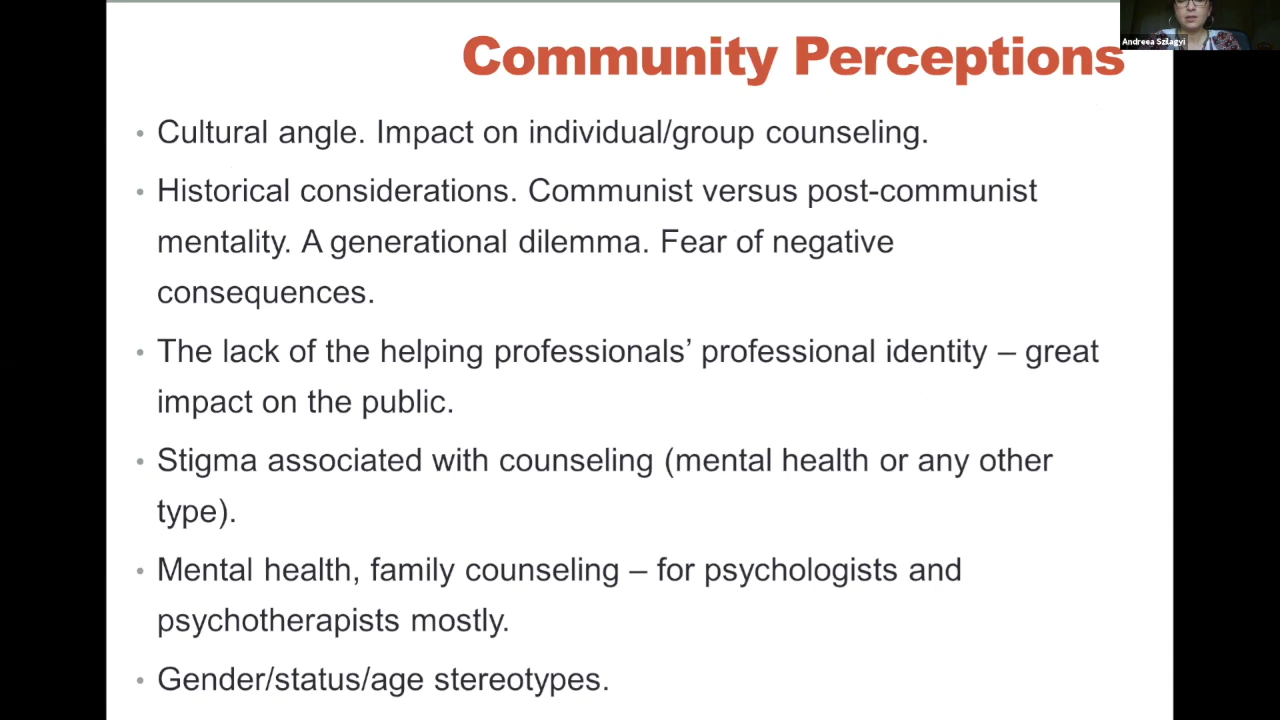 Community Perceptions
Andreea Szilagyi
• Cultural angle. Impact on individual/group counseling.
• Historical considerations. Communist versus post-communist
mentality. A generational dilemma. Fear of negative
consequences.
• The lack of the helping professionals’ professional identity – great
impact on the public.
• Stigma associated with counseling (mental health or any other
type).
• Mental health, family counseling – for psychologists and
psychotherapists mostly.
• Gender/status/age stereotypes.